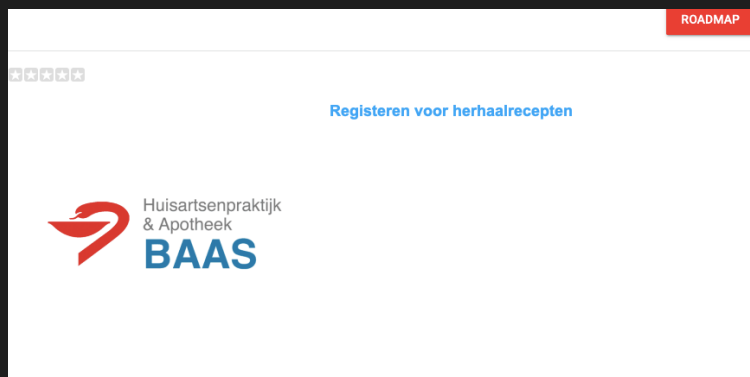 ROADMAP
Registeren voor herhaalrecepten
Huisartsenpraktijk
& Apotheek
BAAS